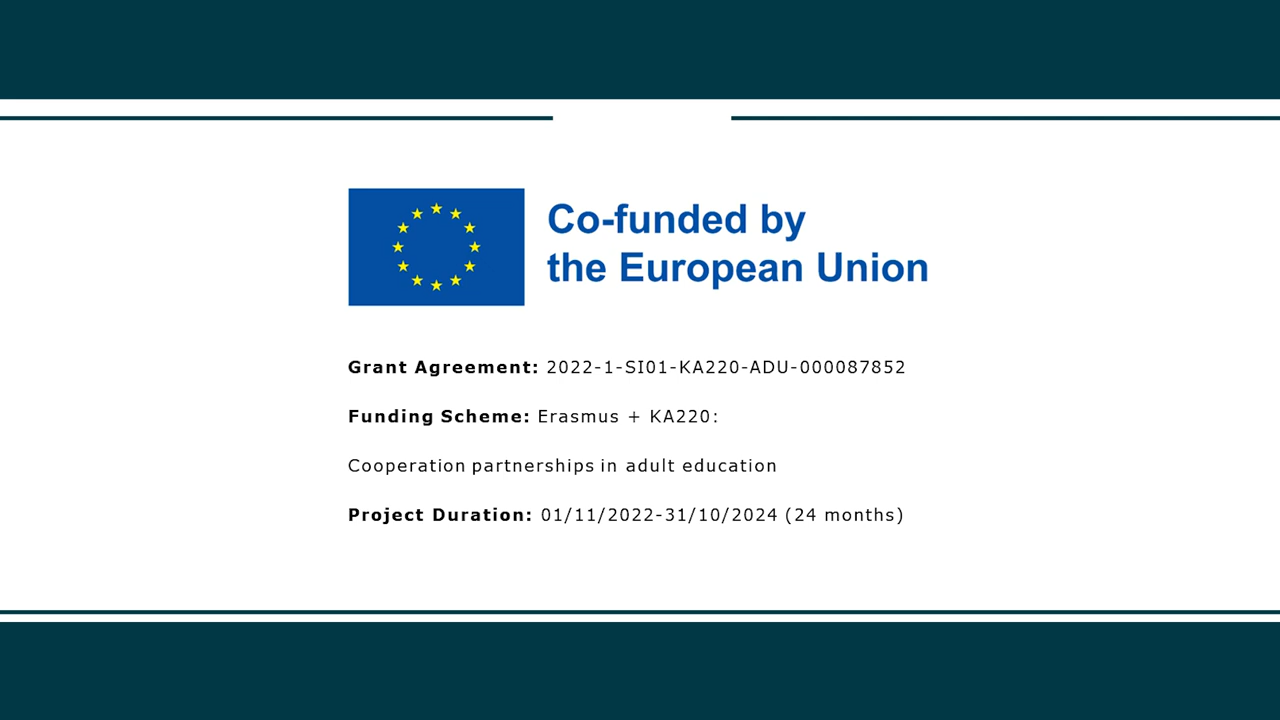 Co-funded by
the European Union
Grant Agreement: 2022-1-SI01-KA220-ADU-000087852
Funding Scheme: Erasmus + KA220:
Cooperation partnerships in adult education
Project Duration: 01/11/2022-31/10/2024 (24 months)